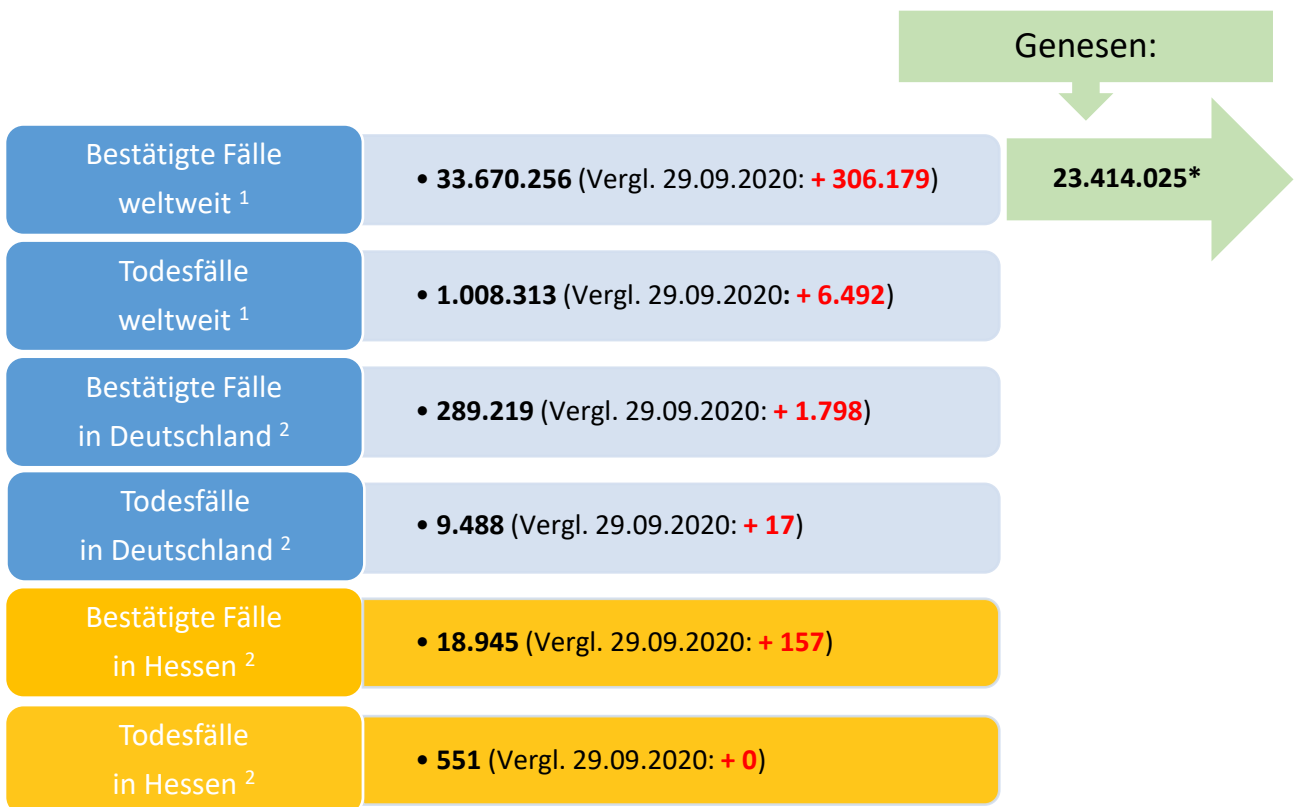 Genesen:
Bestätigte Fälle
weltweit ¹
• 33.670.256 (Vergl. 29.09.2020: + 306.179)
23.414.025*
Todesfälle
weltweit ¹
• 1.008.313 (Vergl. 29.09.2020: + 6.492)
Bestätigte Fälle
in Deutschland ²
• 289.219 (Vergl. 29.09.2020: + 1.798)
Todesfälle
in Deutschland ²
• 9.488 (Vergl. 29.09.2020: + 17)
Bestätigte Fälle
in Hessen ²
• 18.945 (Vergl. 29.09.2020: + 157)
Todesfälle
in Hessen ²
• 551 (Vergl. 29.09.2020: + 0)